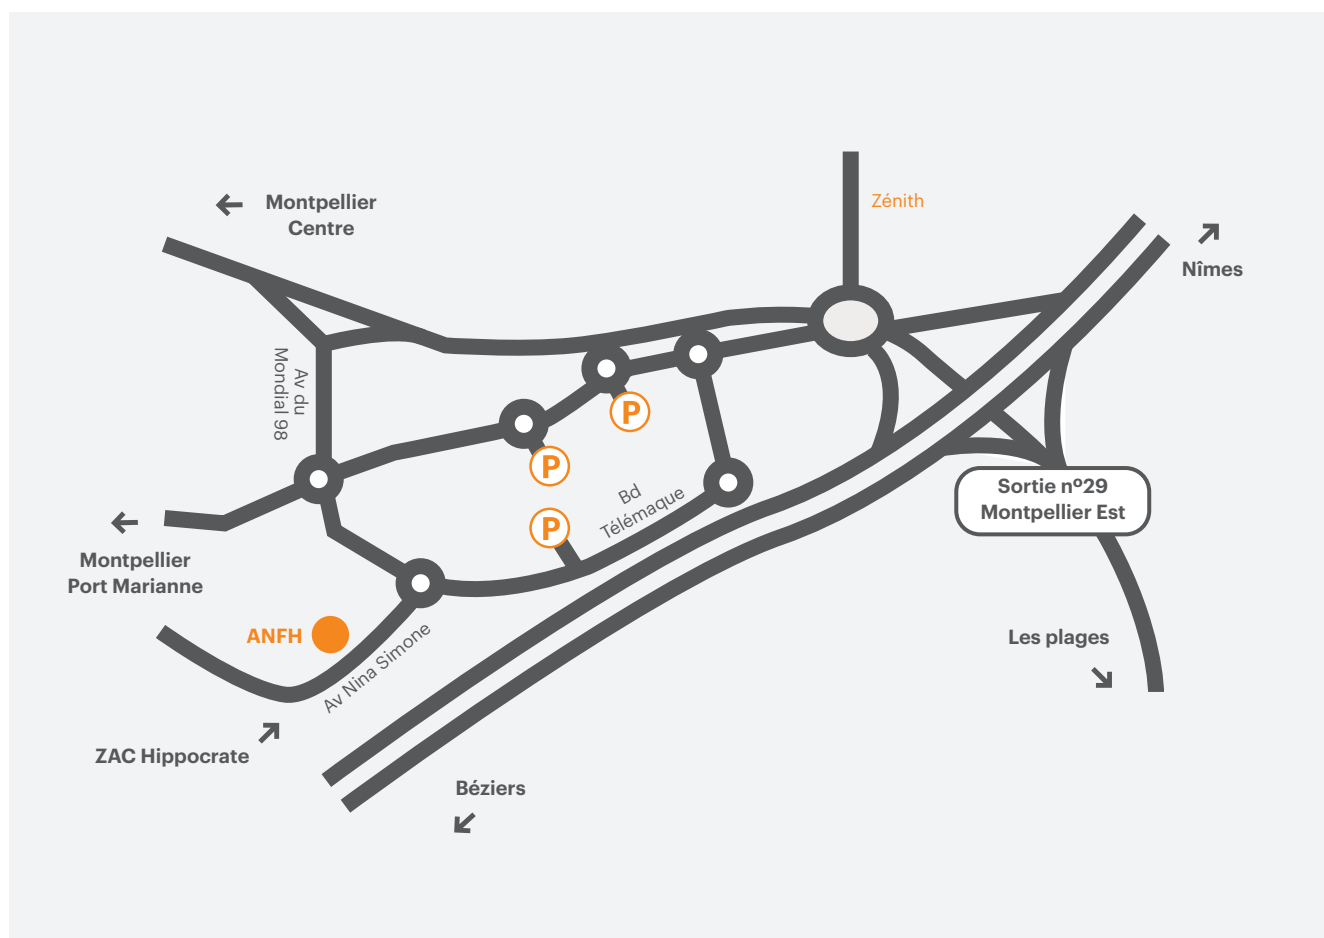 Zénith
Montpellier
Centre
Nîmes
Av du
Mondial 98
P
P
Sortie nº29
Montpellier Est
Bd
Télémaque
P
Montpellier
Port Marianne
ANFH
Av Nina Simone
Les plages
ZAC Hippocrate
Béziers